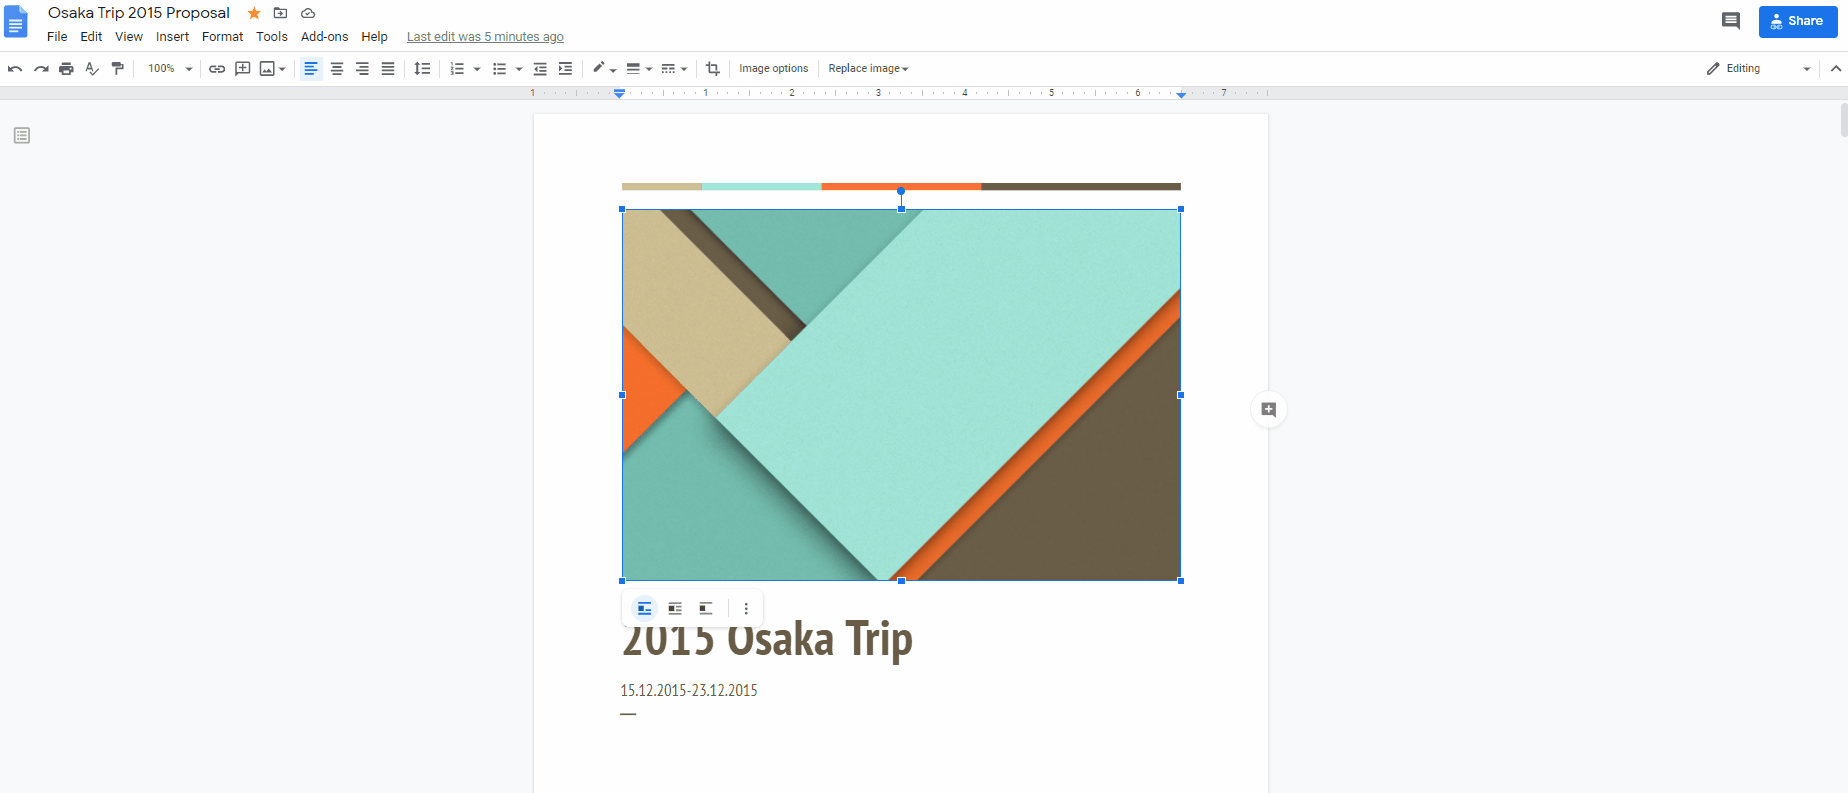 Osaka Trip 2015 Proposal
File Edit View Insert Format Tools Add-ons Help Last edit was 5 minutes ago
Share
100% Image options Replace image Editing
1 1 2 3 4 5 6 7
2015 Osaka Trip
15.12.2015-23.12.2015